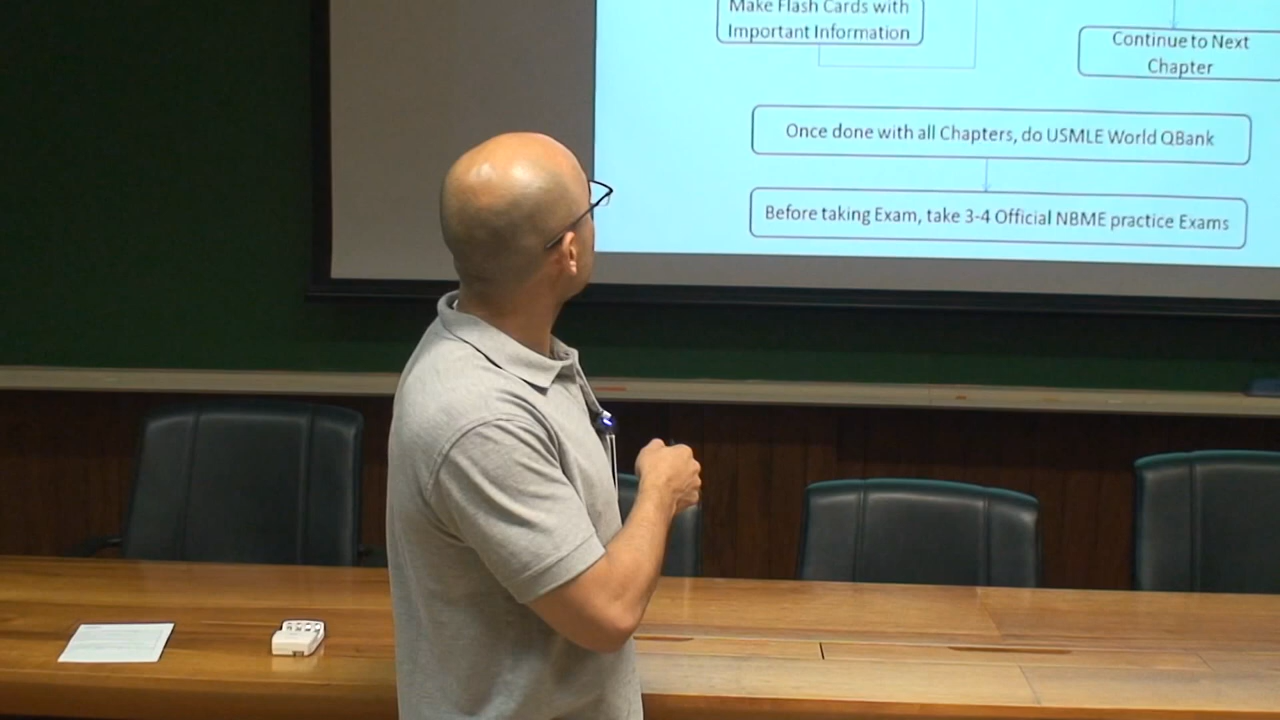 Make Flash Cards with
Important Information
Continue to Next
Chapter
Once done with all Chapters, do USMLE World QBank
Before taking Exam, take 3-4 Official NBME practice Exams